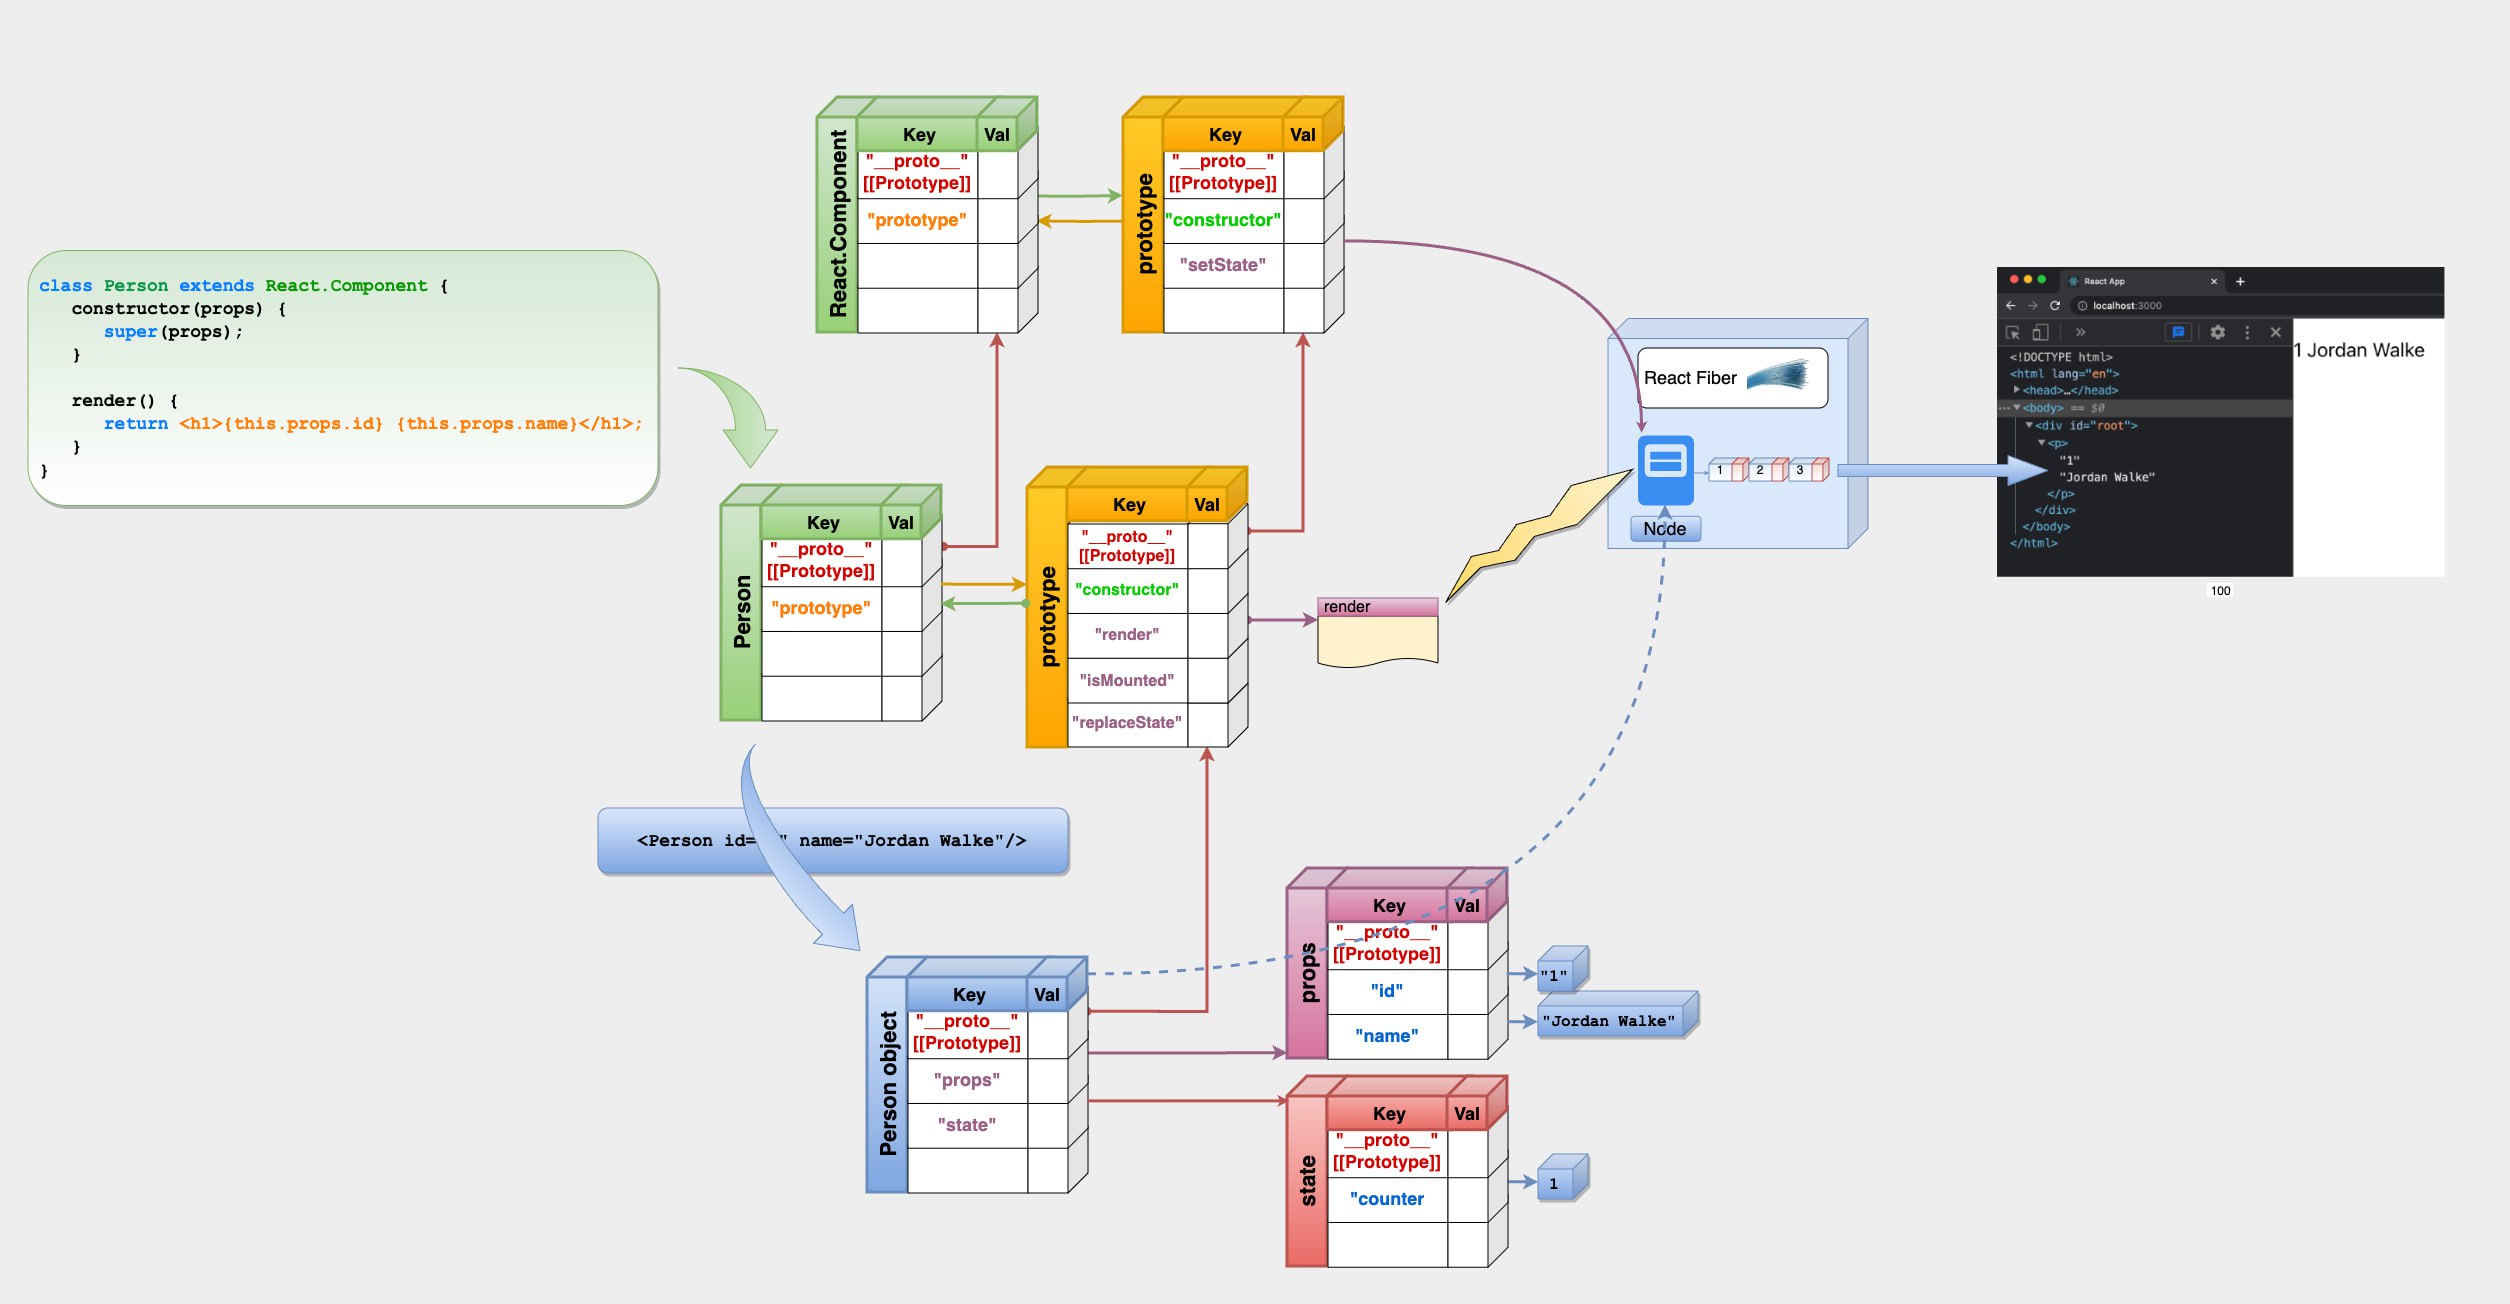 class Person extends React.Component {
constructor(props) {
super(props);
}
render() {
return <h1>{this.props.id} {this.props.name}</h1>;
}
}
React.Component
Key Val
"__proto__"
[[Prototype]]
"prototype"
prototype
Key Val
"__proto__"
[[Prototype]]
"constructor"
"setState"
Person
Key Val
"__proto__"
[[Prototype]]
"prototype"
prototype
Key Val
"__proto__"
[[Prototype]]
"constructor"
"render"
"isMounted"
"replaceState"
render
React Fiber
1 2 3
Node
React App
localhost:3000
<!DOCTYPE html>
<html lang="en">
<head>…</head>
<body> == $0
<div id="root">
<p>
"1"
"Jordan Walke"
</p>
</div>
</body>
</html>
1 Jordan Walke
100
<Person id= " name="Jordan Walke"/>
Person object
Key Val
"__proto__"
[[Prototype]]
"props"
"state"
props
Key Val
"__proto__"
[[Prototype]]
"id"
"name"
"1"
"Jordan Walke"
state
Key Val
"__proto__"
[[Prototype]]
"counter
1